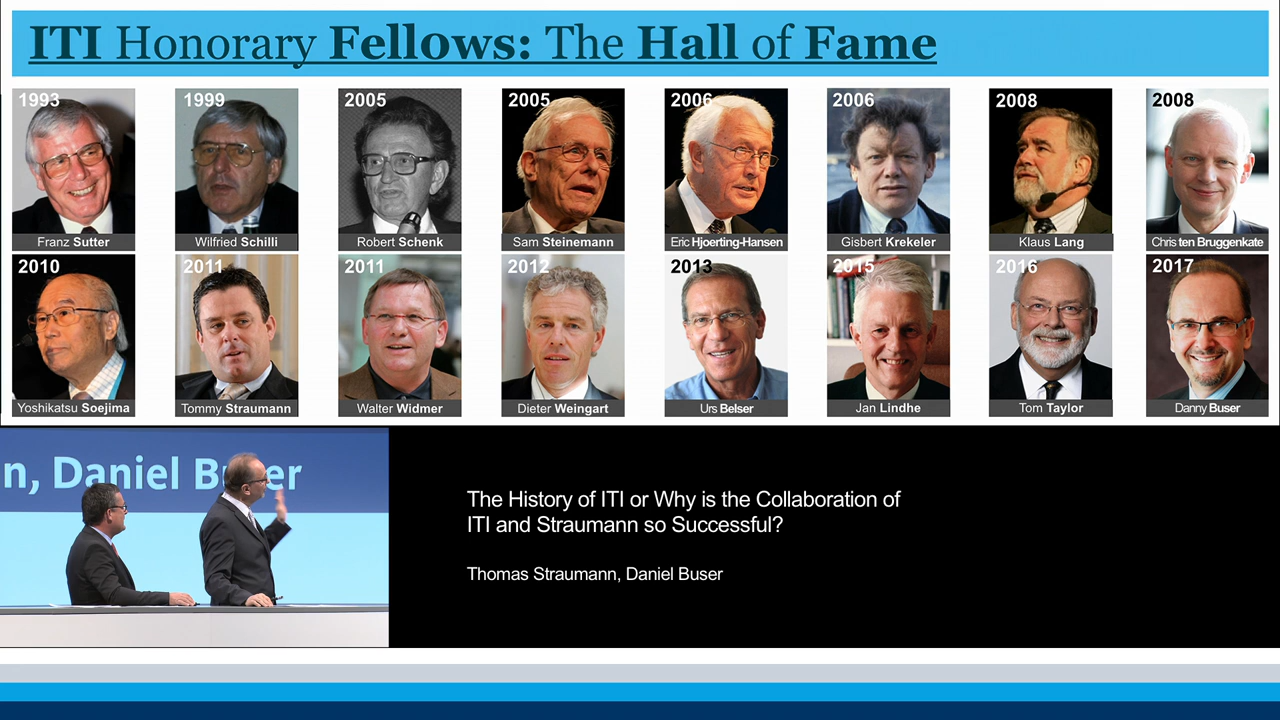 ITI Honorary Fellows: The Hall of Fame
1993 1999 2005 2005 2006 2006 2008 2008
Franz Sutter Wilfried Schilli Robert Schenk Sam Steinemann Eric Hjoerting-Hansen Gisbert Krekeler Klaus Lang Chris ten Bruggenkate
2010 2011 2011 2012 2013 2015 2016 2017
Yoshikatsu Soejima Tommy Straumann Walter Widmer Dieter Weingart Urs Belser Jan Lindhe Tom Taylor Danny Buser
n, Daniel B er
The History of ITI or Why is the Collaboration of
ITI and Straumann so Successful?
Thomas Straumann, Daniel Buser